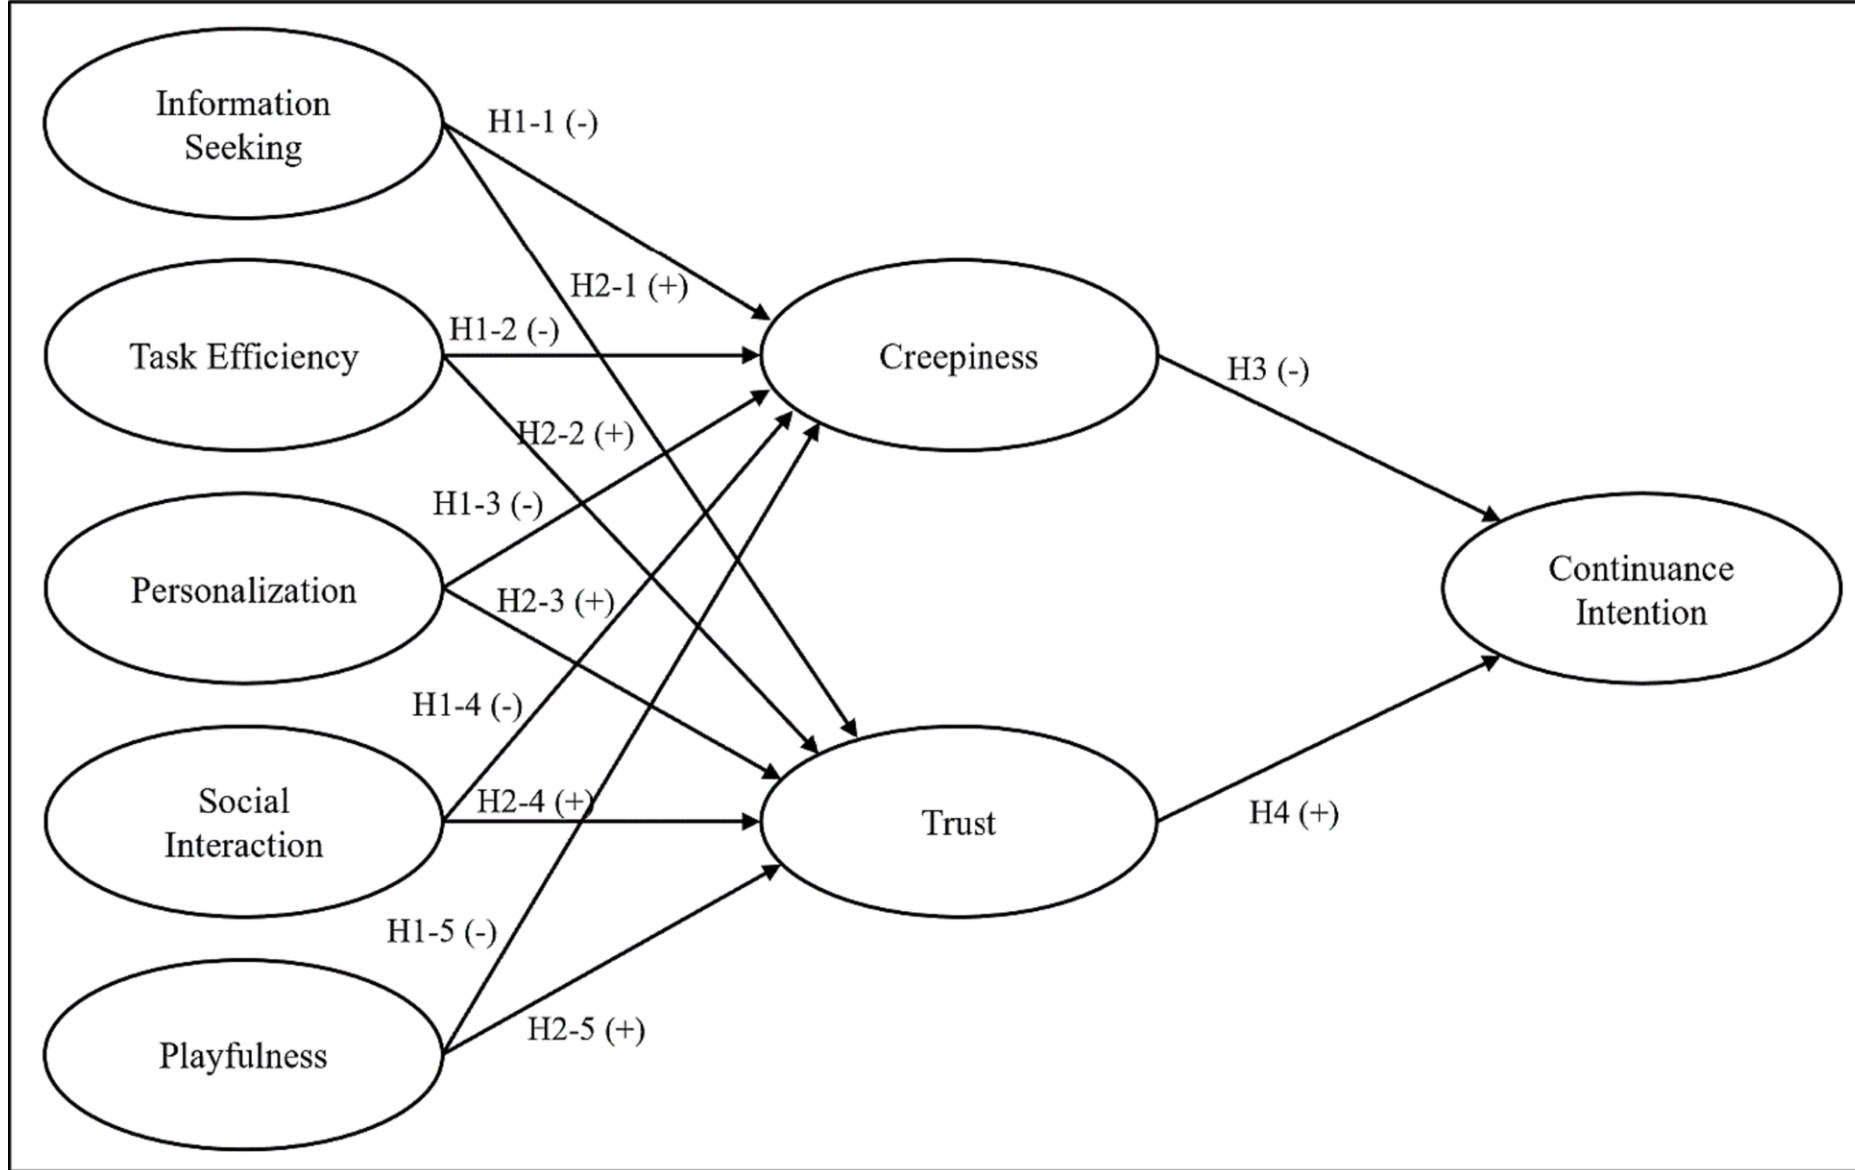 Information
Seeking
H1-1 (-)
H2-1 (+)
Task Efficiency
H1-2 (-)
H2-2 (+)
Creepiness
H3 (-)
Personalization
H1-3 (-)
H2-3 (+)
Continuance
Intention
Social
Interaction
H1-4 (-)
H2-4 (+)
Trust
H4 (+)
Playfulness
H1-5 (-)
H2-5 (+)